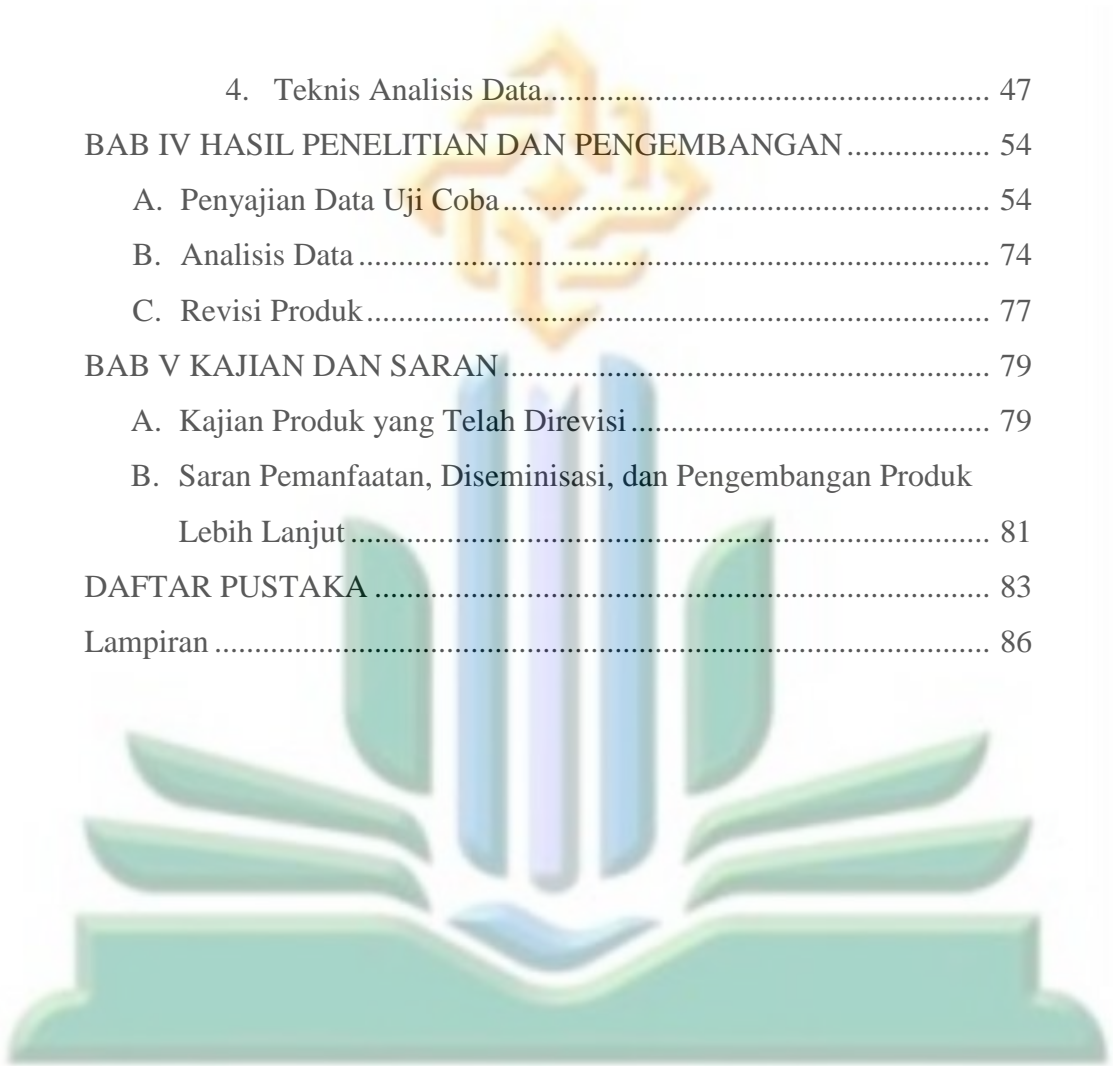 4. Teknis Analisis Data.................................................... 47
BAB IV HASIL PENELITIAN DAN PENGEMBANGAN................. 54
A. Penyajian Data Uji Coba........................................................ 54
B. Analisis Data......................................................................... 74
C. Revisi Produk........................................................................ 77
BAB V KAJIAN DAN SARAN...................................................... 79
A. Kajian Produk yang Telah Direvisi.......................................... 79
B. Saran Pemanfaatan, Diseminisasi, dan Pengembangan Produk
Lebih Lanjut.......................................................................... 81
DAFTAR PUSTAKA.................................................................... 83
Lampiran................................................................................... 86